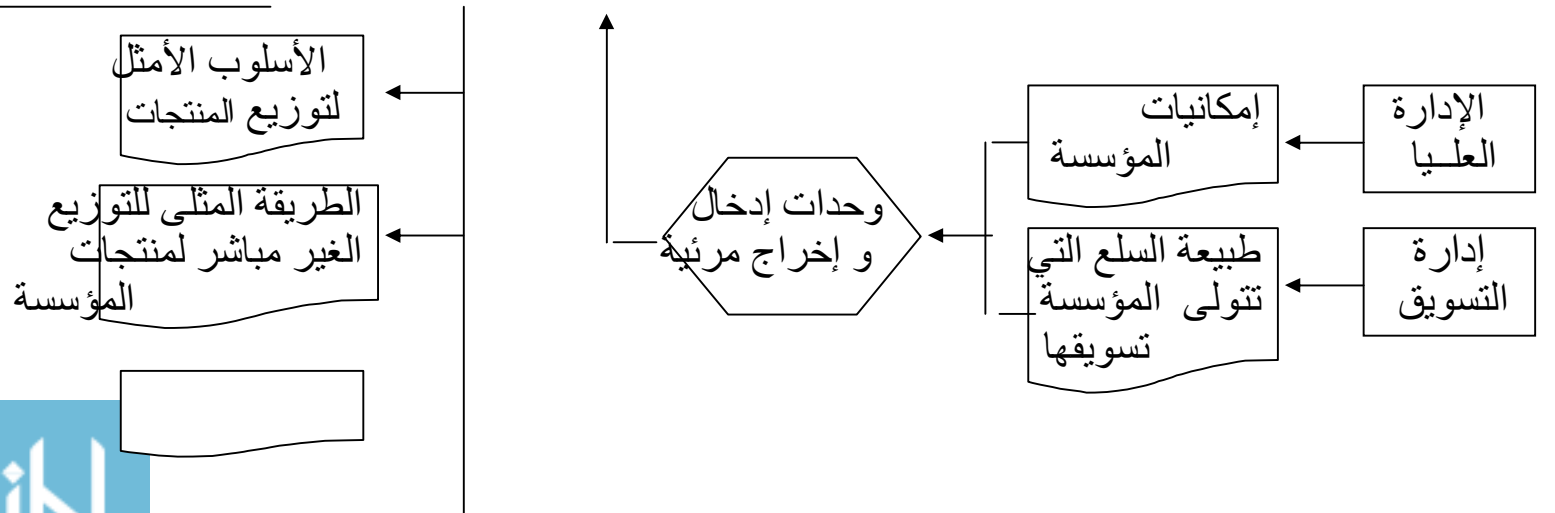 الإدارة
العلــيا
إمكانيات
المؤسسة
إدارة
التسويق
طبيعة السلع التي
تتولى المؤسسة
تسويقها
وحدات إدخال
و إخراج مرئية
الأسلوب الأمثل
لتوزيع المنتجات
الطريقة المثلى للتوزيع
الغير مباشر لمنتجات
المؤسسة